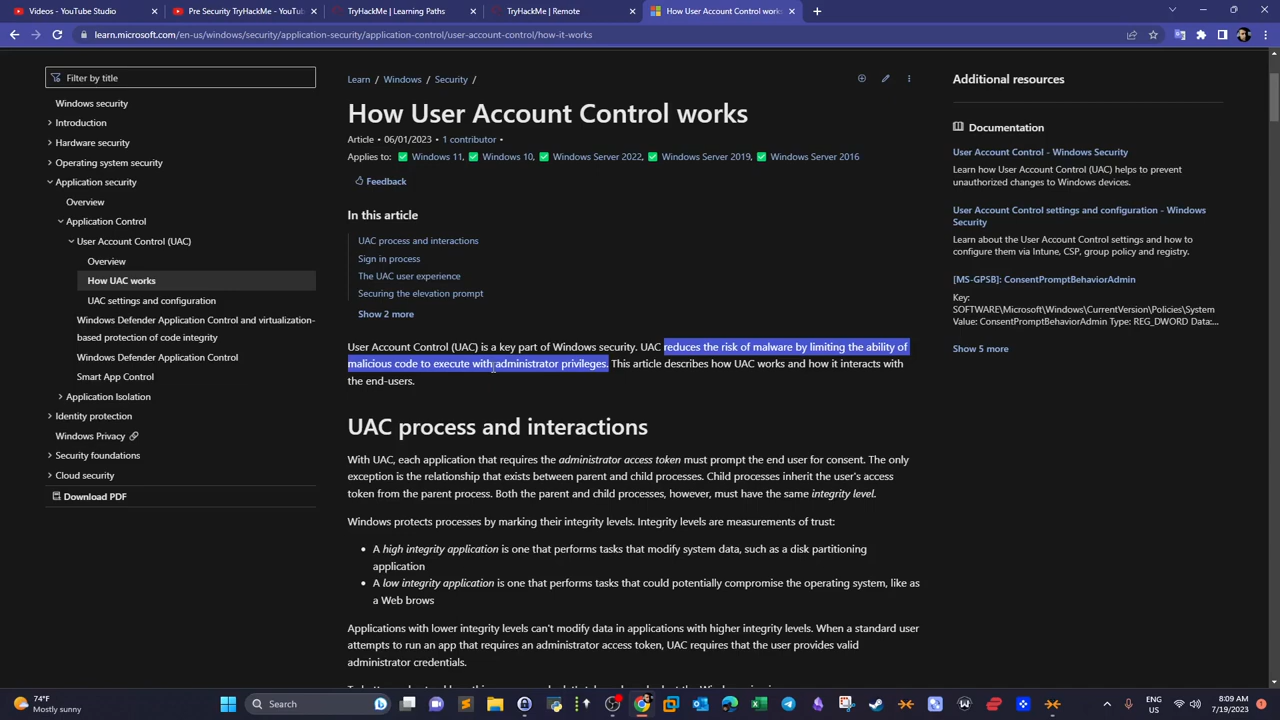 Videos - YouTube Studio
Pre Security TryHackMe - YouTube
TryHackMe | Learning Paths
TryHackMe | Remote
How User Account Control works
learn.microsoft.com/en-us/windows/security/application-security/application-control/user-account-control/how-it-works
Filter by title
Windows security
Introduction
Hardware security
Operating system security
Application security
Overview
Application Control
User Account Control (UAC)
Overview
How UAC works
UAC settings and configuration
Windows Defender Application Control and virtualization-
based protection of code integrity
Windows Defender Application Control
Smart App Control
Application Isolation
Identity protection
Windows Privacy
Security foundations
Cloud security
Download PDF
Learn / Windows / Security /
How User Account Control works
Article • 06/01/2023 • 1 contributor •
Applies to: Windows 11, Windows 10, Windows Server 2022, Windows Server 2019, Windows Server 2016
Feedback
In this article
UAC process and interactions
Sign in process
The UAC user experience
Securing the elevation prompt
Show 2 more
User Account Control (UAC) is a key part of Windows security. UAC reduces the risk of malware by limiting the ability of
malicious code to execute with administrator privileges. This article describes how UAC works and how it interacts with
the end-users.
UAC process and interactions
With UAC, each application that requires the administrator access token must prompt the end user for consent. The only
exception is the relationship that exists between parent and child processes. Child processes inherit the user's access
token from the parent process. Both the parent and child processes, however, must have the same integrity level.
Windows protects processes by marking their integrity levels. Integrity levels are measurements of trust:
• A high integrity application is one that performs tasks that modify system data, such as a disk partitioning
application
• A low integrity application is one that performs tasks that could potentially compromise the operating system, like as
a Web brows
Applications with lower integrity levels can't modify data in applications with higher integrity levels. When a standard user
attempts to run an app that requires an administrator access token, UAC requires that the user provides valid
administrator credentials.
Additional resources
Documentation
User Account Control - Windows Security
Learn how User Account Control (UAC) helps to prevent
unauthorized changes to Windows devices.
User Account Control settings and configuration - Windows
Security
Learn about the User Account Control settings and how to
configure them via Intune, CSP, group policy and registry.
[MS-GPSB]: ConsentPromptBehaviorAdmin
Key:
SOFTWARE\Microsoft\Windows\CurrentVersion\Policies\System
Value: ConsentPromptBehaviorAdmin Type: REG_DWORD Data:...
Show 5 more
74°F
Mostly sunny
Search
ENG
US
8:09 AM
7/19/2023